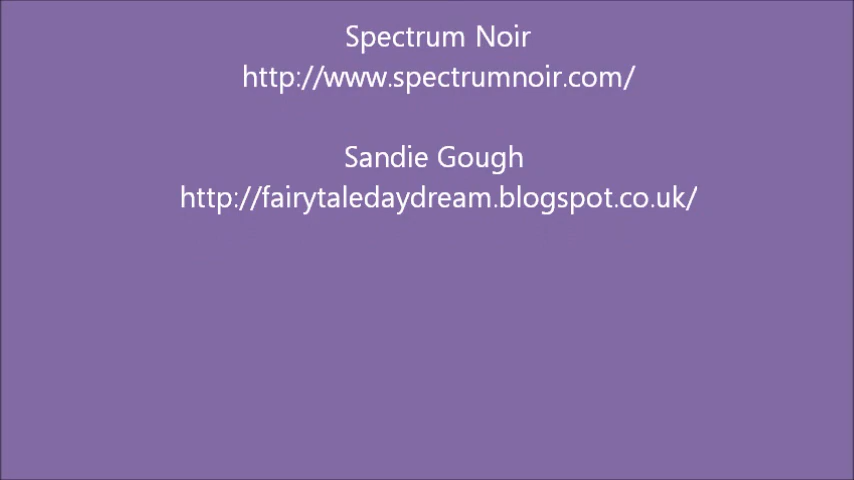 Spectrum Noir
http://www.spectrumnoir.com/
Sandie Gough
http://fairytaledaydream.blogspot.co.uk/